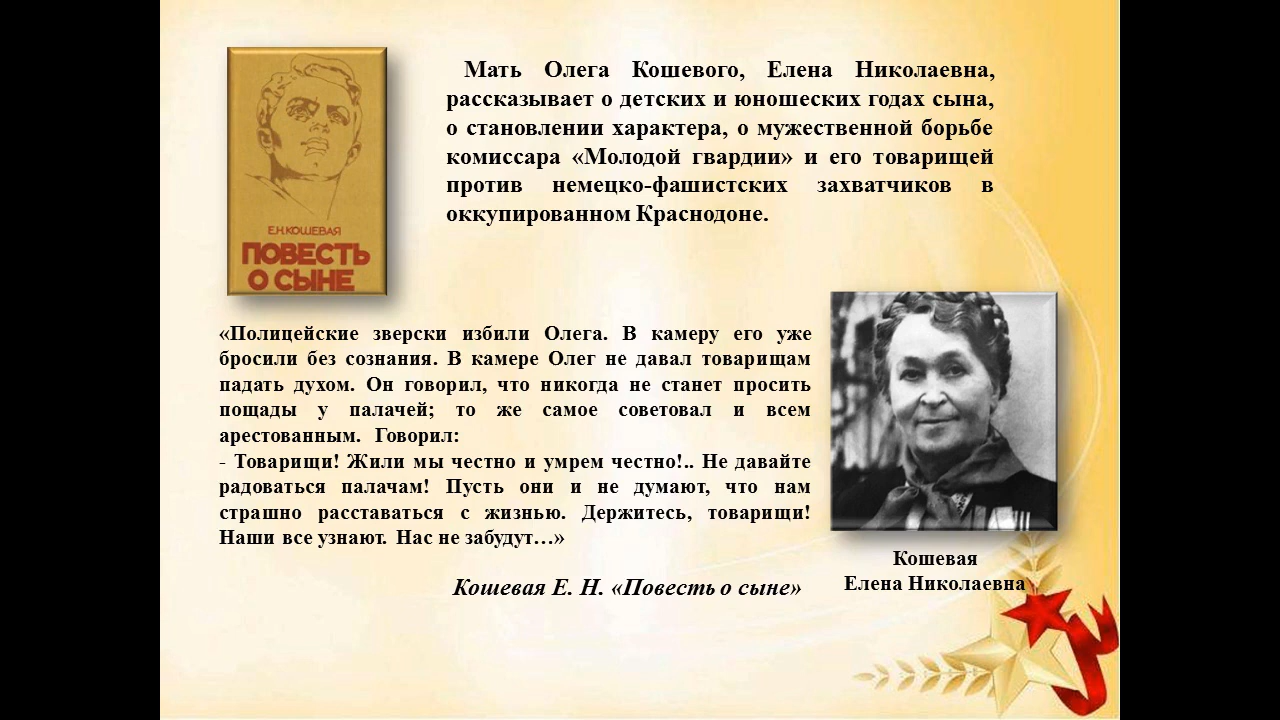 Мать Олега Кошевого, Елена Николаевна,
рассказывает о детских и юношеских годах сына,
о становлении характера, о мужественной борьбе
комиссара «Молодой гвардии» и его товарищей
против немецко-фашистских захватчиков в
оккупированном Краснодоне.
Е.Н.КОШЕВАЯ
ПОВЕСТЬ
О СЫНЕ
«Полицейские зверски избили Олега. В камеру его уже
бросили без сознания. В камере Олег не давал товарищам
падать духом. Он говорил, что никогда не станет просить
пощады у палачей; то же самое советовал и всем
арестованным. Говорил:
- Товарищи! Жили мы честно и умрем честно!.. Не давайте
радоваться палачам! Пусть они и не думают, что нам
страшно расставаться с жизнью. Держитесь, товарищи!
Наши все узнают. Нас не забудут…»
Кошевая Е. Н. «Повесть о сыне»
Кошевая
Елена Николаевна